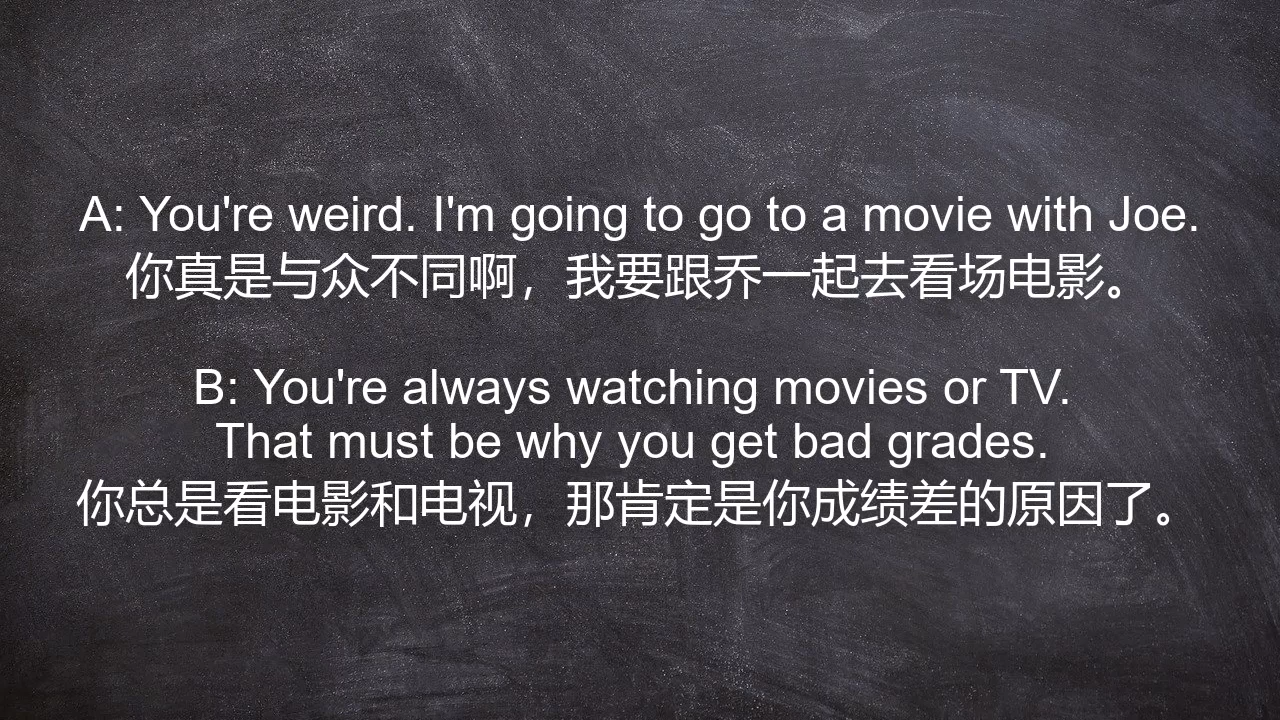 A: You're weird. I'm going to go to a movie with Joe.
你真是与众不同啊，我要跟乔一起去看场电影。
B: You're always watching movies or TV.
That must be why you get bad grades.
你总是看电影和电视，那肯定是你成绩差的原因了。